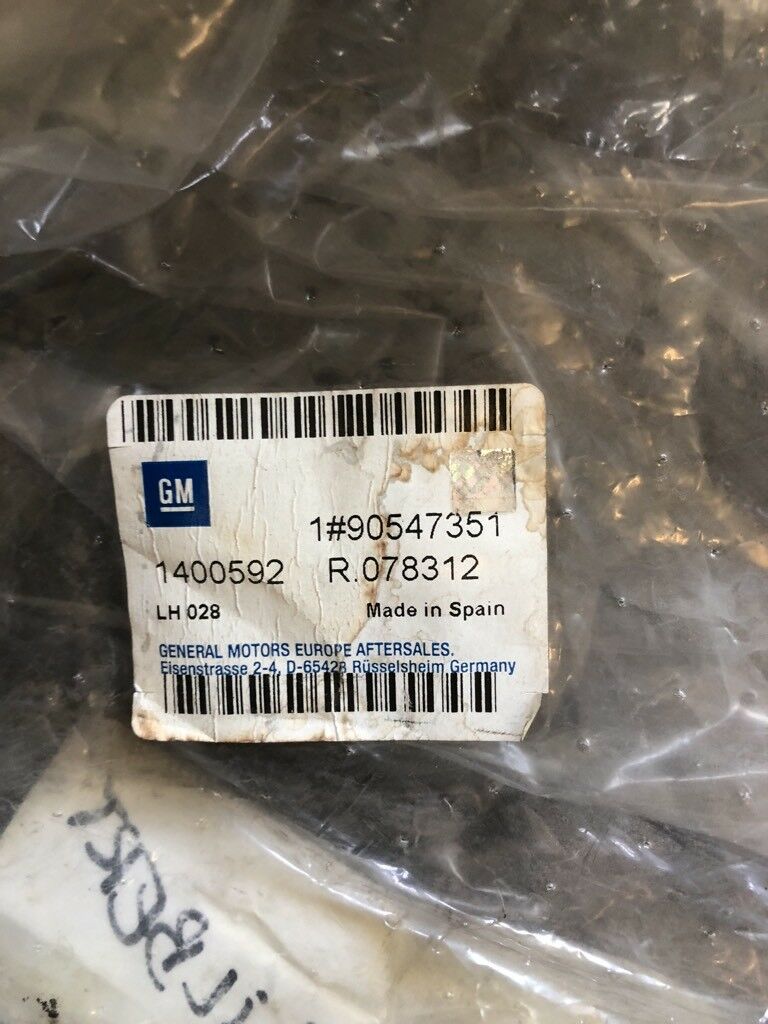 GM
1#90547351
1400592 R.078312
LH 028 Made in Spain
GENERAL MOTORS EUROPE AFTERSALES.
Eisenstrasse 2-4, D-65428 Rüsselsheim Germany